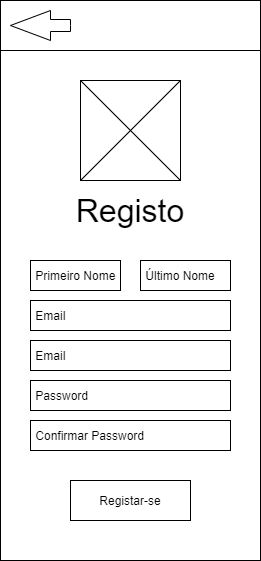 Registo
Primeiro Nome
Último Nome
Email
Email
Password
Confirmar Password
Registar-se